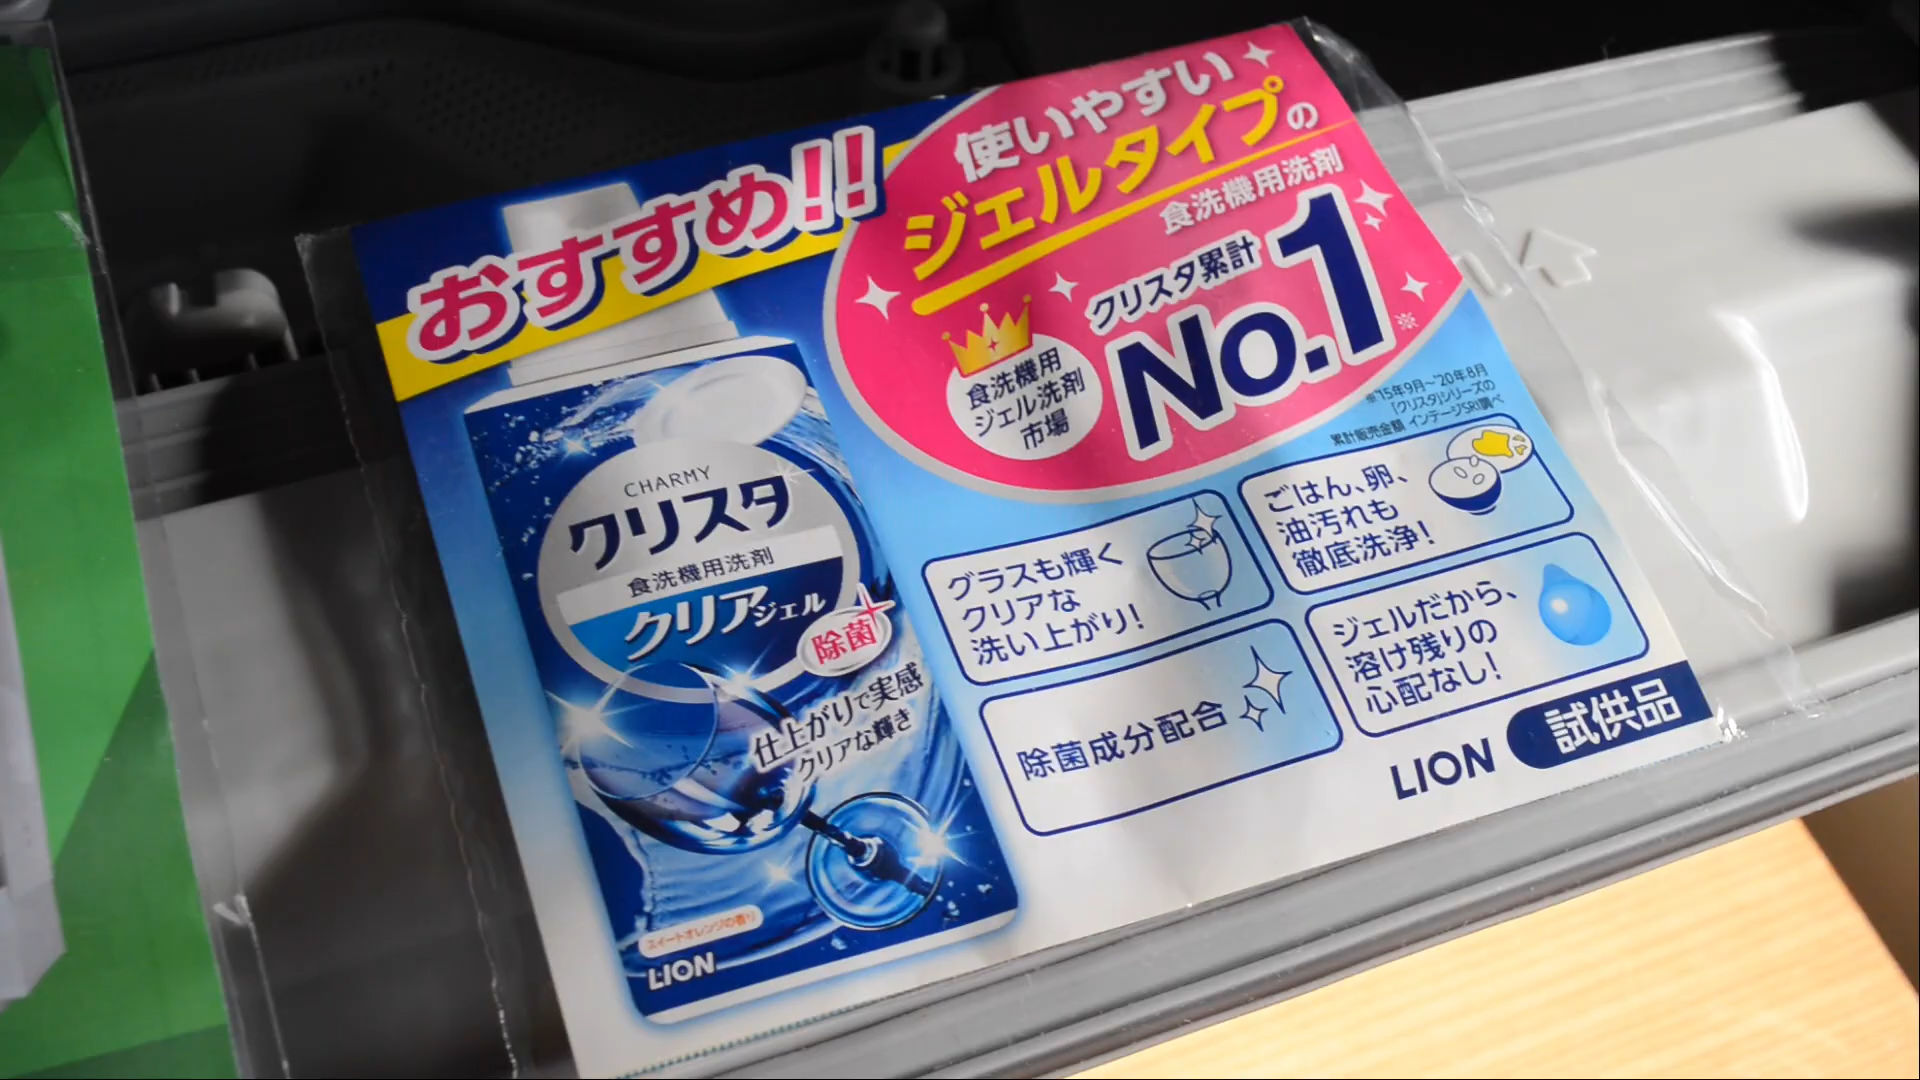 おすすめ!!
使いやすい
ジェルタイプの
食洗機用洗剤
クリスタ累計
No.1※
食洗機用
ジェル洗剤
市場
※'15年9月~'20年8月
「クリスタ」シリーズの
累計販売金額 インテージSRI調べ
CHARMY
クリスタ
食洗機用洗剤
クリアジェル
除菌
仕上がりで実感
クリアな輝き
スイートオレンジの香り
LION
グラスも輝く
クリアな
洗い上がり!
ごはん、卵、
油汚れも
徹底洗浄!
除菌成分配合
ジェルだから、
溶け残りの
心配なし!
LION
試供品